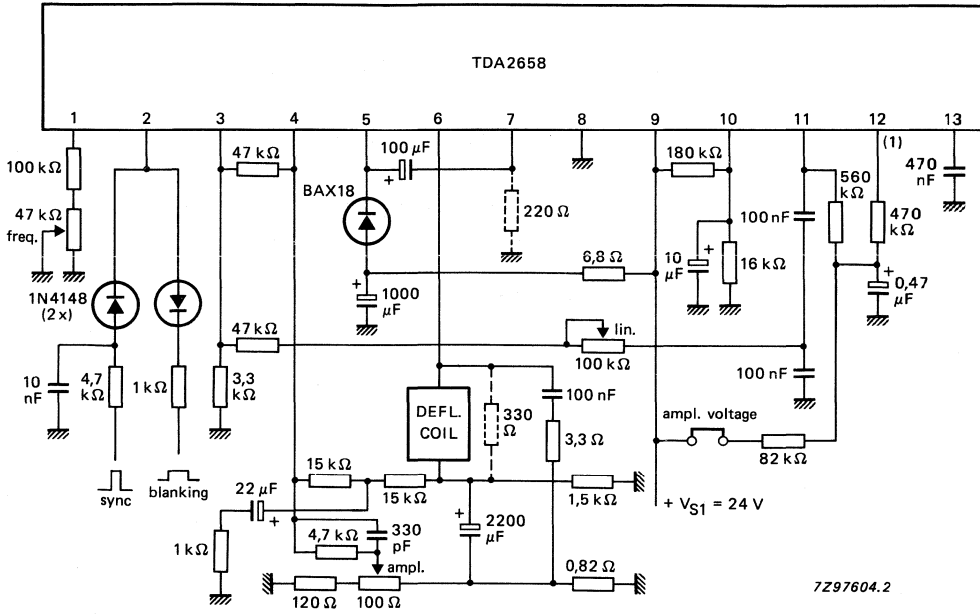 TDA2658
1 2 3 4 5 6 7 8 9 10 11 12 13
(1)
100 kΩ
47 kΩ
freq.
1N4148
(2x)
10
nF
4,7
kΩ
1 kΩ
3,3
kΩ
sync
blanking
47 kΩ
47 kΩ
BAX18
100 µF
+
220 Ω
+
1000
µF
6,8 Ω
180 kΩ
+
10
µF
16 kΩ
100 nF
560
kΩ
470
kΩ
470
nF
+
0,47
µF
lin.
100 kΩ
100 nF
DEFL.
COIL
330
Ω
100 nF
3,3 Ω
ampl. voltage
82 kΩ
+ VS1 = 24 V
15 kΩ
15 kΩ
1,5 kΩ
22 µF
+
1 kΩ
4,7 kΩ
330
pF
ampl.
+
2200
µF
120 Ω
100 Ω
0,82 Ω
7Z97604.2